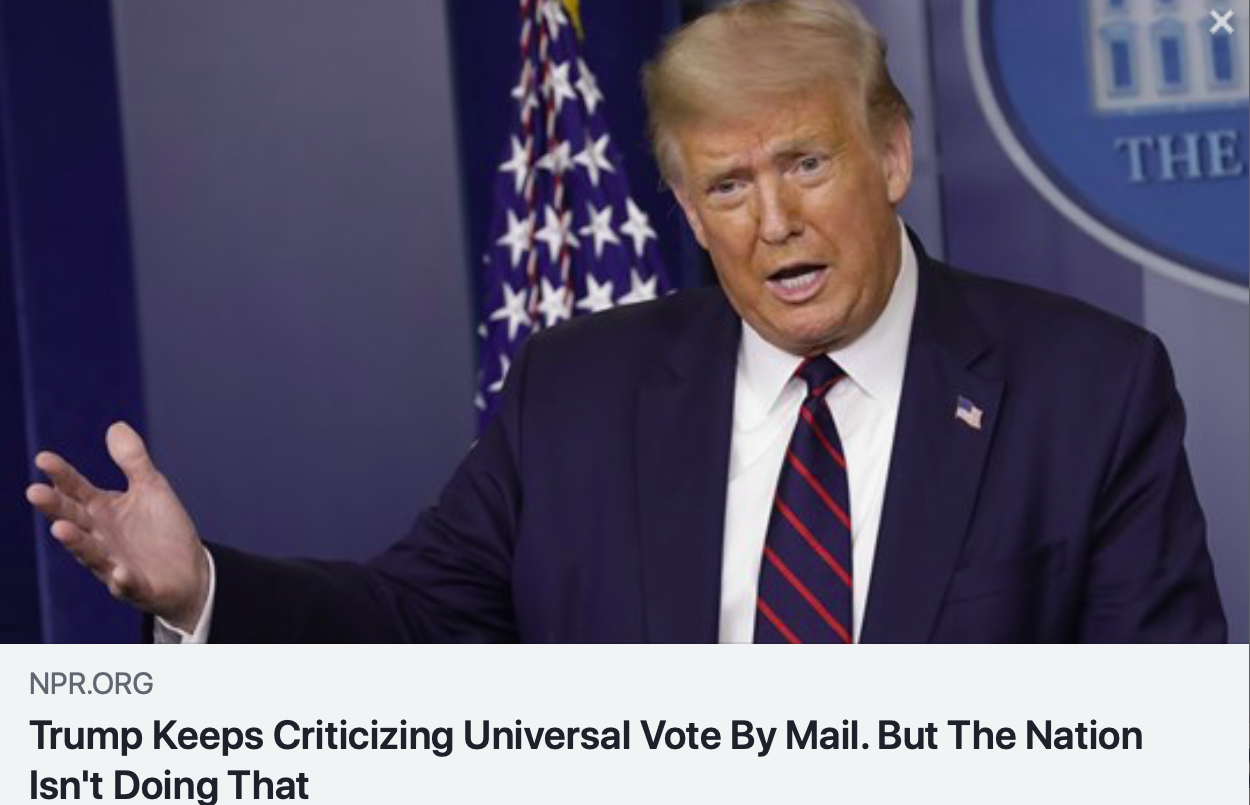 THE
NPR.ORG
Trump Keeps Criticizing Universal Vote By Mail. But The Nation
Isn't Doing That